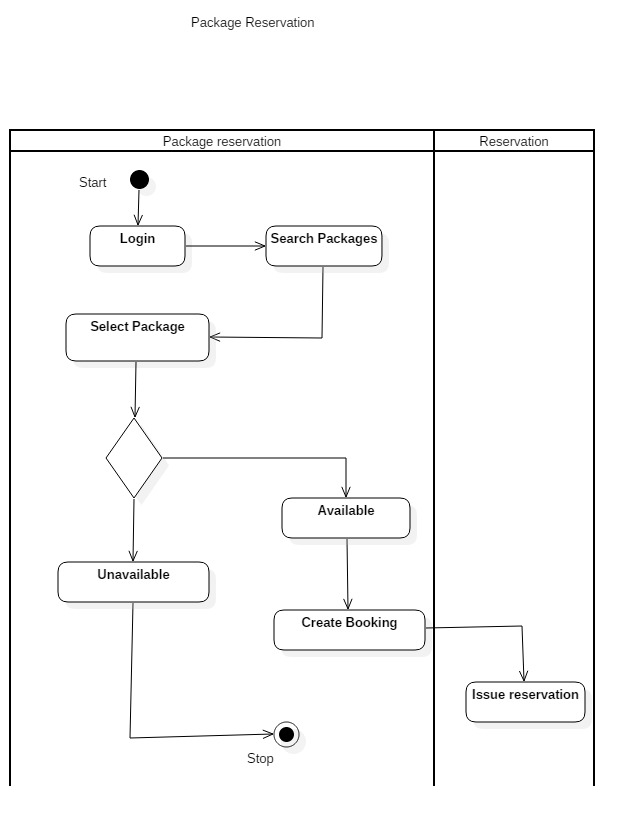 Package Reservation
Package reservation
Reservation
Start
Login
Search Packages
Select Package
Available
Unavailable
Create Booking
Issue reservation
Stop